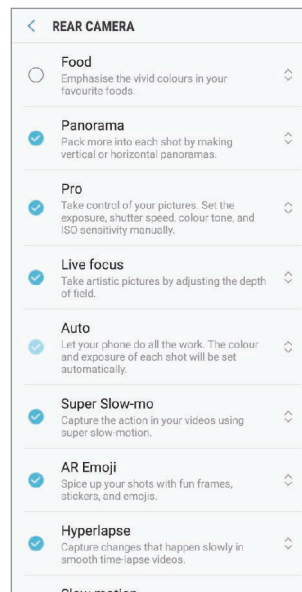 REAR CAMERA
Food
Emphasise the vivid colours in your
favourite foods.
Panorama
Pack more into each shot by making
vertical or horizontal panoramas.
Pro
Take control of your pictures. Set the
exposure, shutter speed, colour tone, and
ISO sensitivity manually.
Live focus
Take artistic pictures by adjusting the depth
of field.
Auto
Let your phone do all the work. The colour
and exposure of each shot will be set
automatically.
Super Slow-mo
Capture the action in your videos using
super slow-motion.
AR Emoji
Spice up your shots with fun frames,
stickers, and emojis.
Hyperlapse
Capture changes that happen slowly in
smooth time-lapse videos.
Slow motion